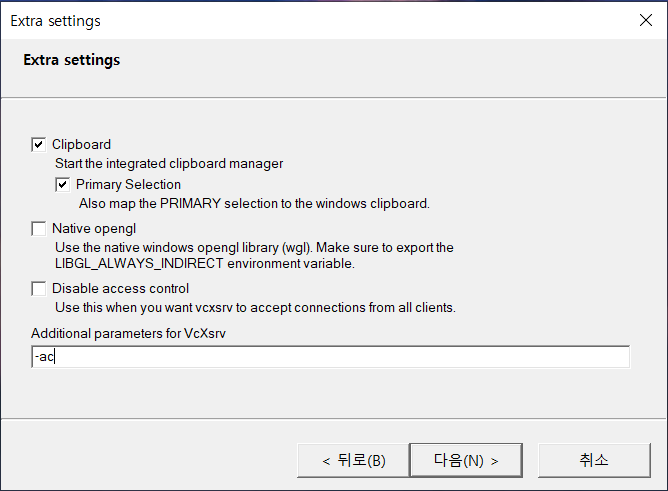 Extra settings
Extra settings
Clipboard
Start the integrated clipboard manager
Primary Selection
Also map the PRIMARY selection to the windows clipboard.
Native opengl
Use the native windows opengl library (wgl). Make sure to export the
LIBGL_ALWAYS_INDIRECT environment variable.
Disable access control
Use this when you want vcxsrv to accept connections from all clients.
Additional parameters for VcXsrv
-ac
< 뒤로(B) 다음(N) > 취소